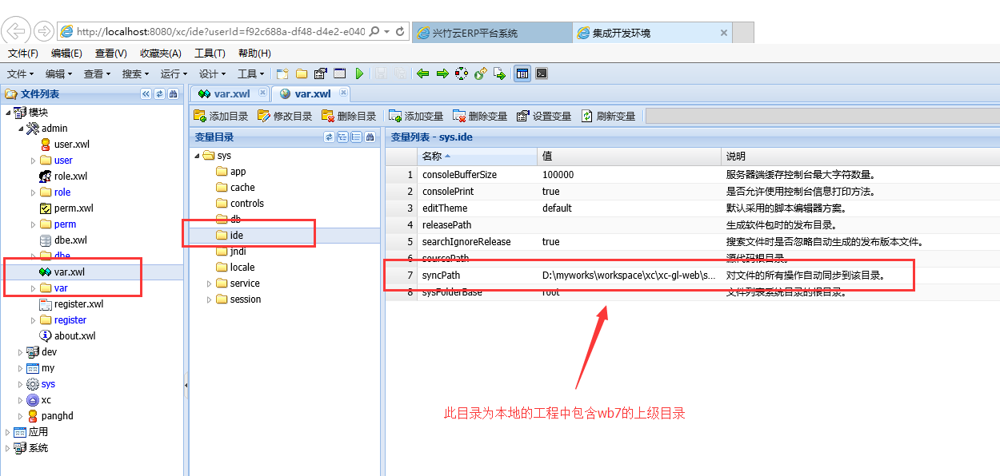 http://localhost:8080/xc/ide?userId=f92c688a-df48-d4e2-e040
兴竹云ERP平台系统
集成开发环境
文件(F) 编辑(E) 查看(V) 收藏夹(A) 工具(T) 帮助(H)
文件 编辑 查看 搜索 运行 设计 工具
文件列表
模块
admin
user.xwl
user
role.xwl
role
perm.xwl
perm
dbe.xwl
dbe
var.xwl
var
register.xwl
register
about.xwl
dev
my
sys
xc
panghd
应用
系统
var.xwl var.xwl
添加目录 修改目录 删除目录 添加变量 删除变量 设置变量 刷新变量
变量目录
sys
app
cache
controls
db
ide
jndi
locale
service
session
变量列表 - sys.ide
名称 值 说明
1 consoleBufferSize 100000 服务器端缓存控制台最大字符数量。
2 consolePrint true 是否允许使用控制台信息打印方法。
3 editTheme default 默认采用的脚本编辑器方案。
4 releasePath 生成软件包时的发布目录。
5 searchIgnoreRelease true 搜索文件时是否忽略自动生成的发布版本文件。
6 sourcePath 源代码根目录。
7 syncPath D:\myworks\workspace\xc\xc-gl-web\s... 对文件的所有操作自动同步到该目录。
8 sysFolderBase root 文件列表系统目录的根目录。
此目录为本地的工程中包含wb7的上级目录